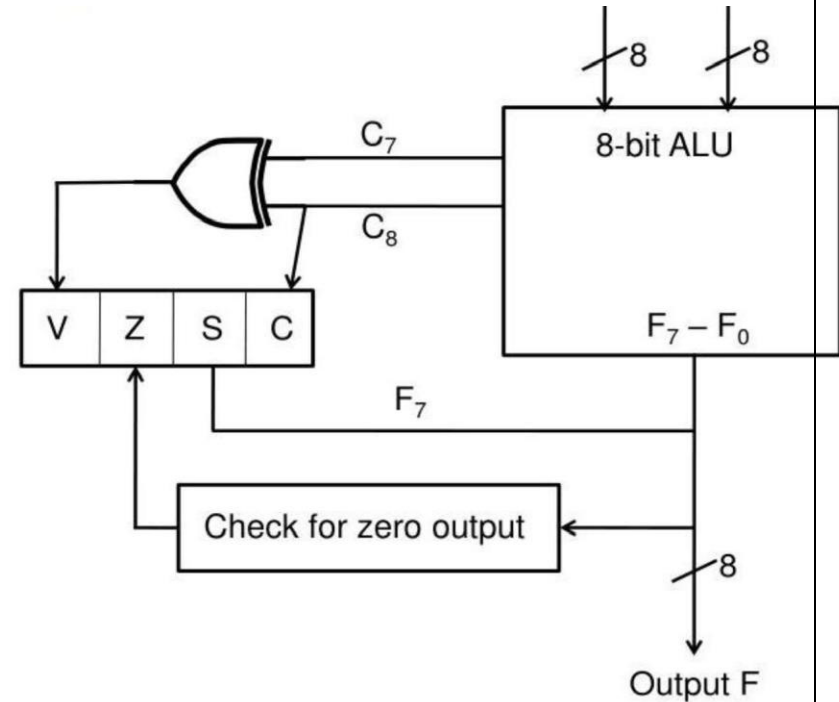 8 8
8-bit ALU
C₇
C₈
V Z S C
F₇ – F₀
F₇
Check for zero output
8
Output F